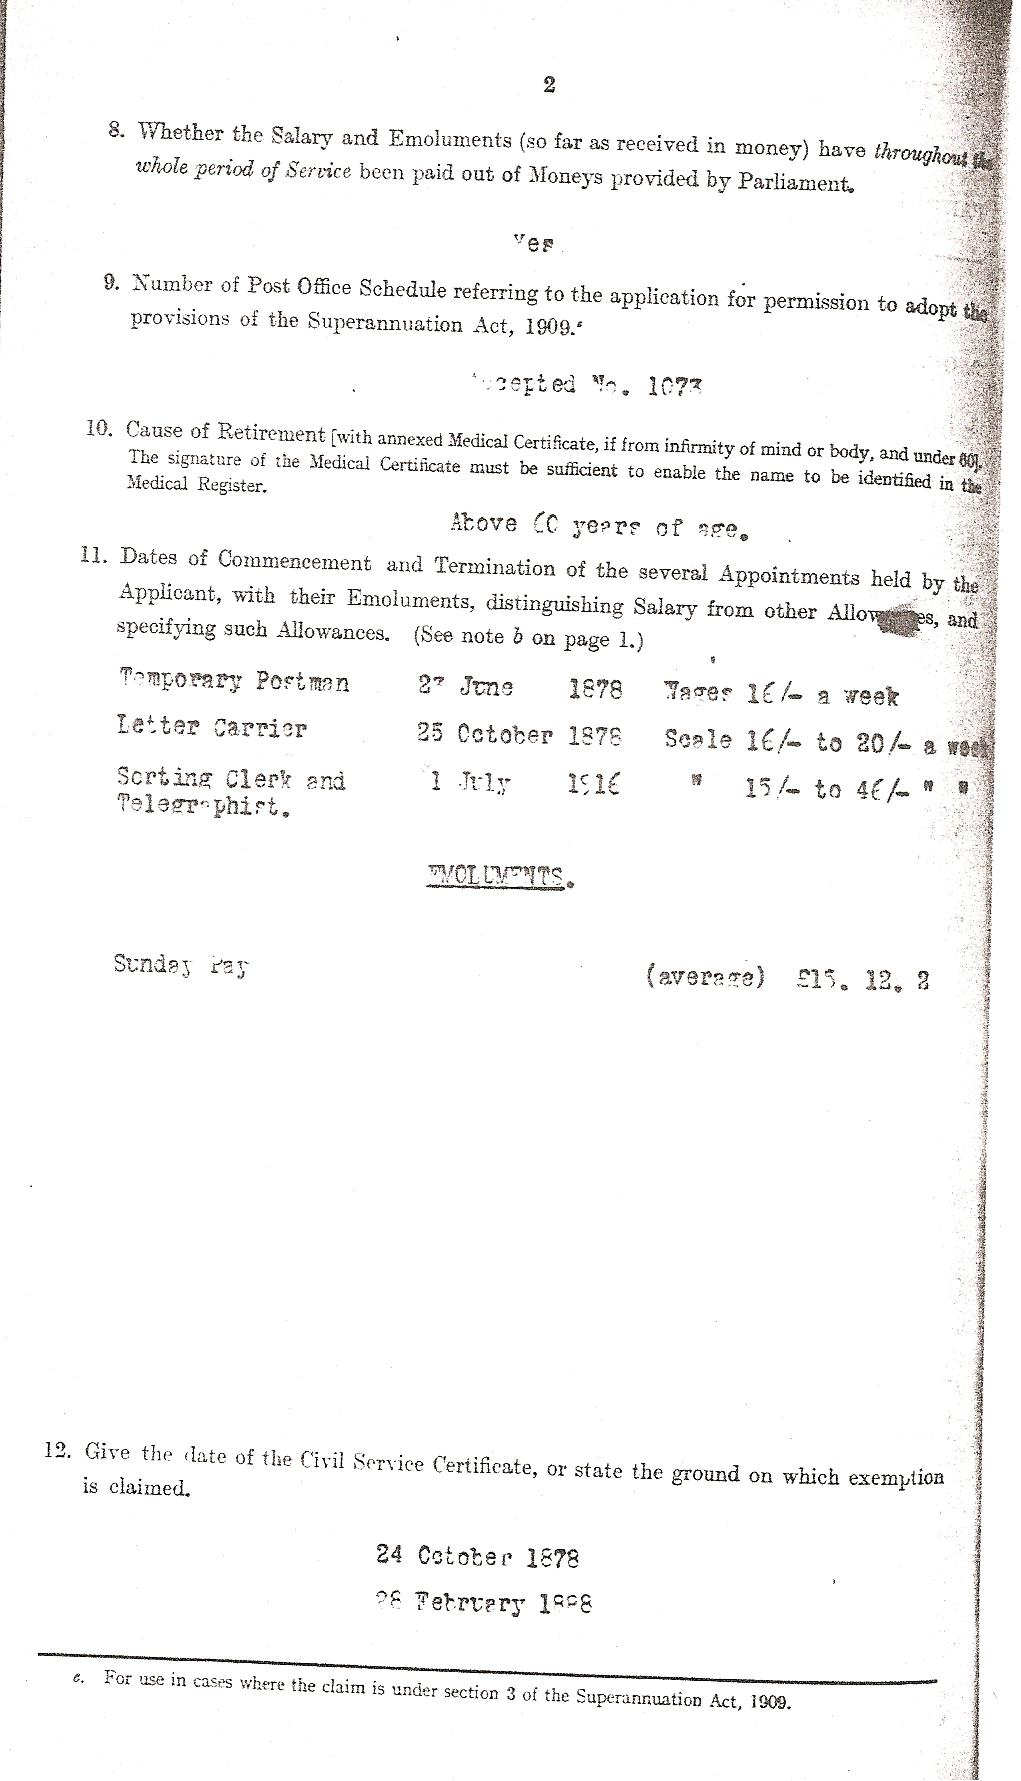 2
8. Whether the Salary and Emoluments (so far as received in money) have throughout the
whole period of Service been paid out of Moneys provided by Parliament.
Yes
9. Number of Post Office Schedule referring to the application for permission to adopt the
provisions of the Superannuation Act, 1909.c
Accepted No. 1073
10. Cause of Retirement [with annexed Medical Certificate, if from infirmity of mind or body, and under 60].
The signature of the Medical Certificate must be sufficient to enable the name to be identified in the
Medical Register.
Above 60 years of age.
11. Dates of Commencement and Termination of the several Appointments held by the
Applicant, with their Emoluments, distinguishing Salary from other Allowances, and
specifying such Allowances. (See note b on page 1.)
Temporary Postman 27 June 1878 Wages 16/- a week
Letter Carrier 25 October 1878 Scale 16/- to 20/- a week
Sorting Clerk and 1 July 1916 " 15/- to 46/- " "
Telegraphist.
EMOLUMENTS.
Sunday Pay (average) £15. 12. 2
12. Give the date of the Civil Service Certificate, or state the ground on which exemption
is claimed.
24 October 1878
February
c. For use in cases where the claim is under section 3 of the Superannuation Act, 1909.